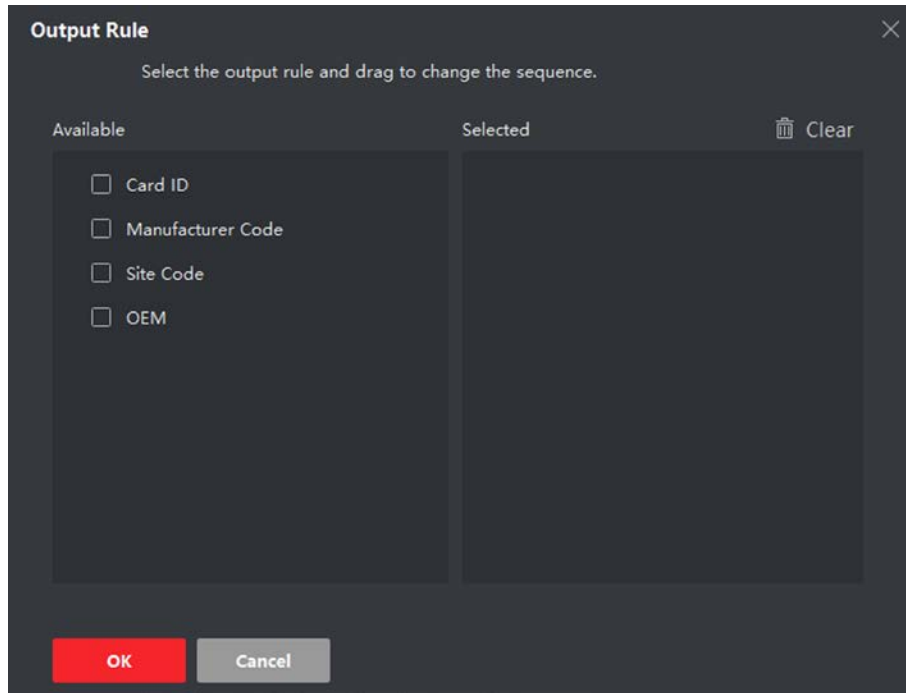 Output Rule
Select the output rule and drag to change the sequence.
Available
Selected
Clear
Card ID
Manufacturer Code
Site Code
OEM
OK
Cancel